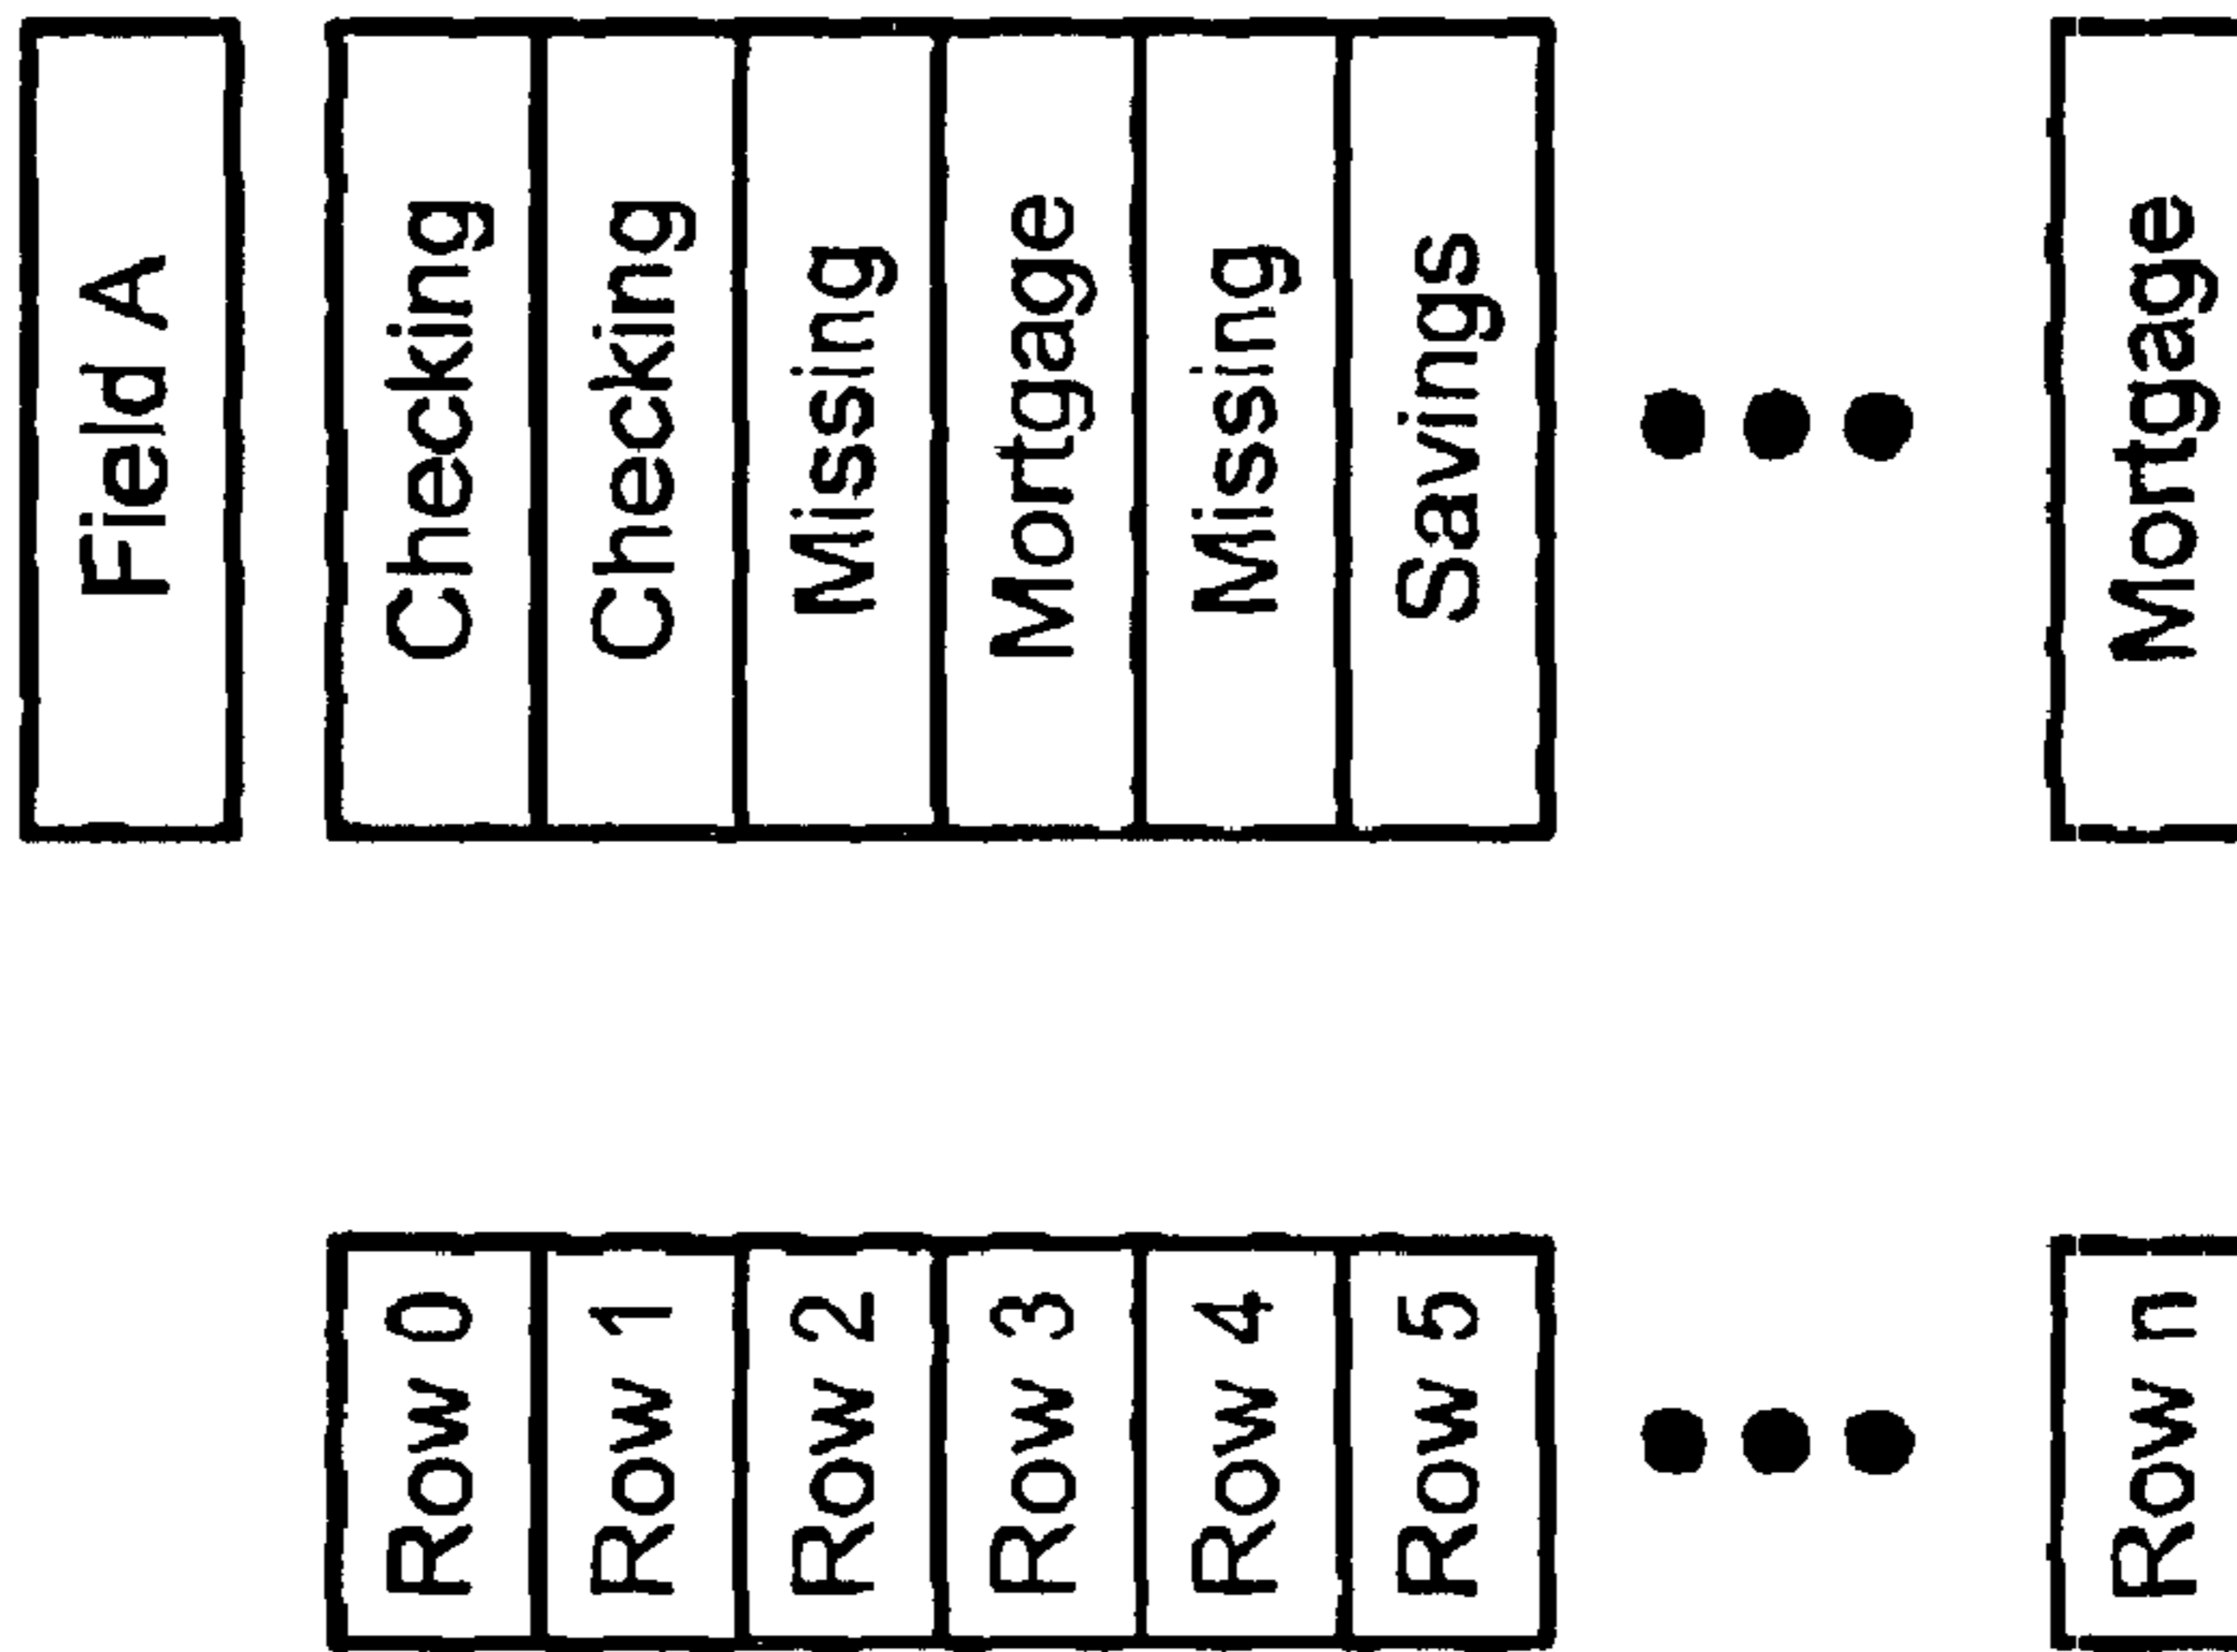 Field A
Row 0 Checking
Row 1 Checking
Row 2 Missing
Row 3 Mortgage
Row 4 Missing
Row 5 Savings
Row n Mortgage